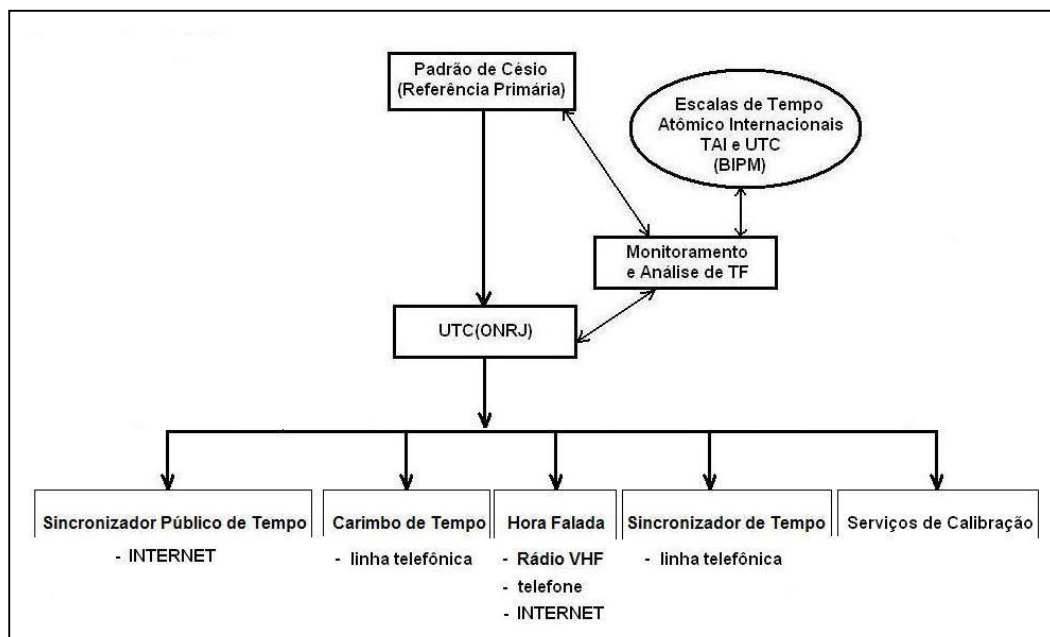 Padrão de Césio
(Referência Primária)
Escalas de Tempo
Atômico Internacionais
TAI e UTC
(BIPM)
Monitoramento
e Análise de TF
UTC(ONRJ)
Sincronizador Público de Tempo
- INTERNET
Carimbo de Tempo
- linha telefônica
Hora Falada
- Rádio VHF
- telefone
- INTERNET
Sincronizador de Tempo
- linha telefônica
Serviços de Calibração